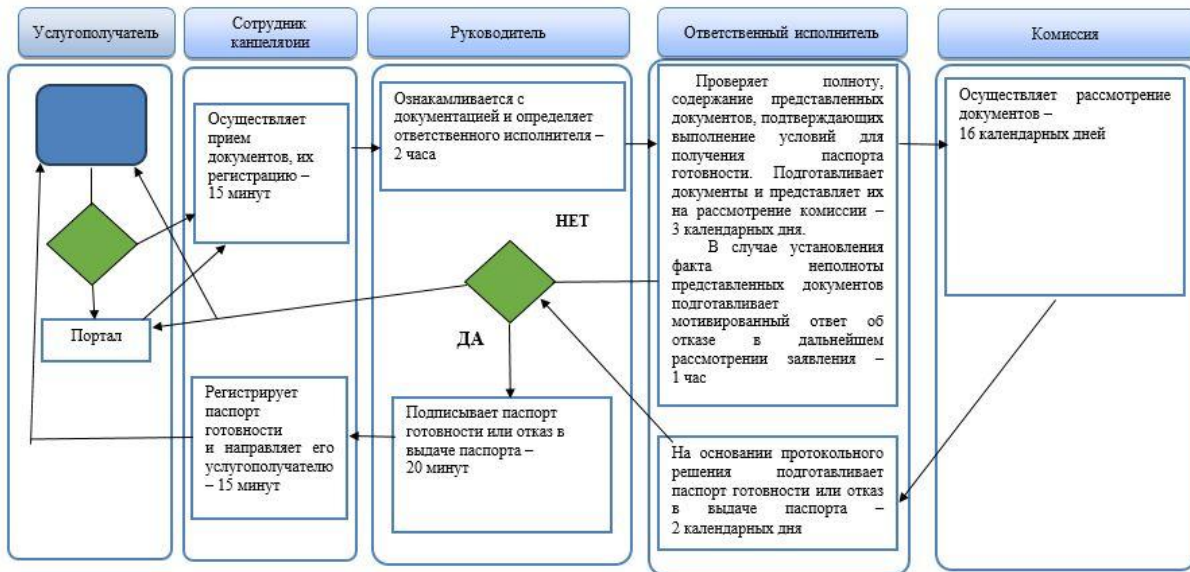 Услугополучатель
Сотрудник
канцелярии
Руководитель
Ответственный исполнитель
Комиссия
Осуществляет
прием
документов, их
регистрацию –
15 минут
Ознакамливается с
документацией и определяет
ответственного исполнителя –
2 часа
Проверяет полноту,
содержание представленных
документов, подтверждающих
выполнение условий для
получения паспорта
готовности. Подготавливает
документы и представляет их
на рассмотрение комиссии –
3 календарных дня.
В случае установления
факта неполноты
представленных документов
подготавливает
мотивированный ответ об
отказе в дальнейшем
рассмотрении заявления –
1 час
Осуществляет рассмотрение
документов –
16 календарных дней
НЕТ
Портал
ДА
Регистрирует
паспорт
готовности
и направляет его
услугополучателю
– 15 минут
Подписывает паспорт
готовности или отказ в
выдаче паспорта –
20 минут
На основании протокольного
решения подготавливает
паспорт готовности или отказ
в выдаче паспорта –
2 календарных дня